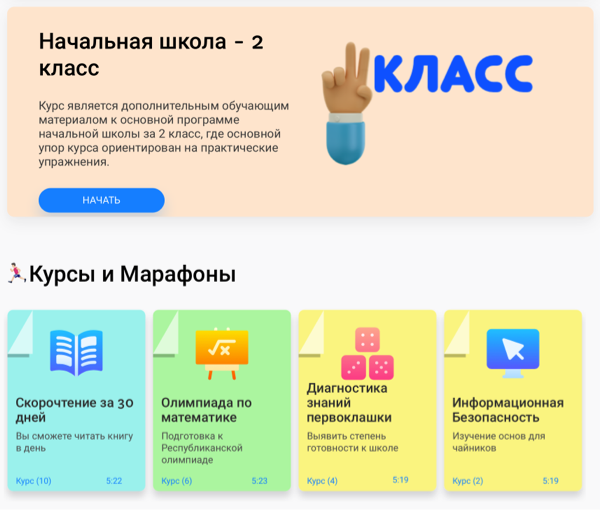 Начальная школа - 2
класс
КЛАСС
Курс является дополнительным обучающим
материалом к основной программе
начальной школы за 2 класс, где основной
упор курса ориентирован на практические
упражнения.
НАЧАТЬ
Курсы и Марафоны
Скорочтение за 30
дней
Вы сможете читать книгу
в день
Курс (10) 5:22
Олимпиада по
математике
Подготовка к
Республиканской
олимпиаде
Курс (6) 5:23
Диагностика
знаний
первоклашки
Выявить степень
готовности к школе
Курс (4) 5:19
Информационная
Безопасность
Изучение основ для
чайников
Курс (2) 5:19